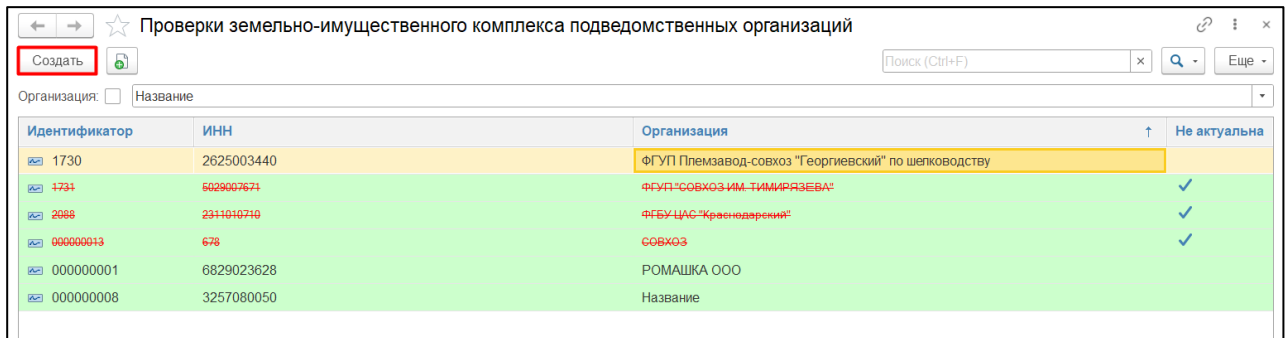 Проверки земельно-имущественного комплекса подведомственных организаций
Создать Поиск (Ctrl+F) × Еще
Организация: Название
Идентификатор ИНН Организация ↑ Не актуальна
1730 2625003440 ФГУП Племзавод-совхоз "Георгиевский" по шелководству
1731 5029007671 ФГУП "СОВХОЗ ИМ. ТИМИРЯЗЕВА"
2088 2311010710 ФГБУ ЦАС "Краснодарский"
000000013 678 СОВХОЗ
000000001 6829023628 РОМАШКА ООО
000000008 3257080050 Название